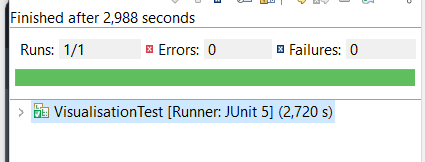 Finished after 2,988 seconds
Runs: 1/1 Errors: 0 Failures: 0
VisualisationTest [Runner: JUnit 5] (2,720 s)